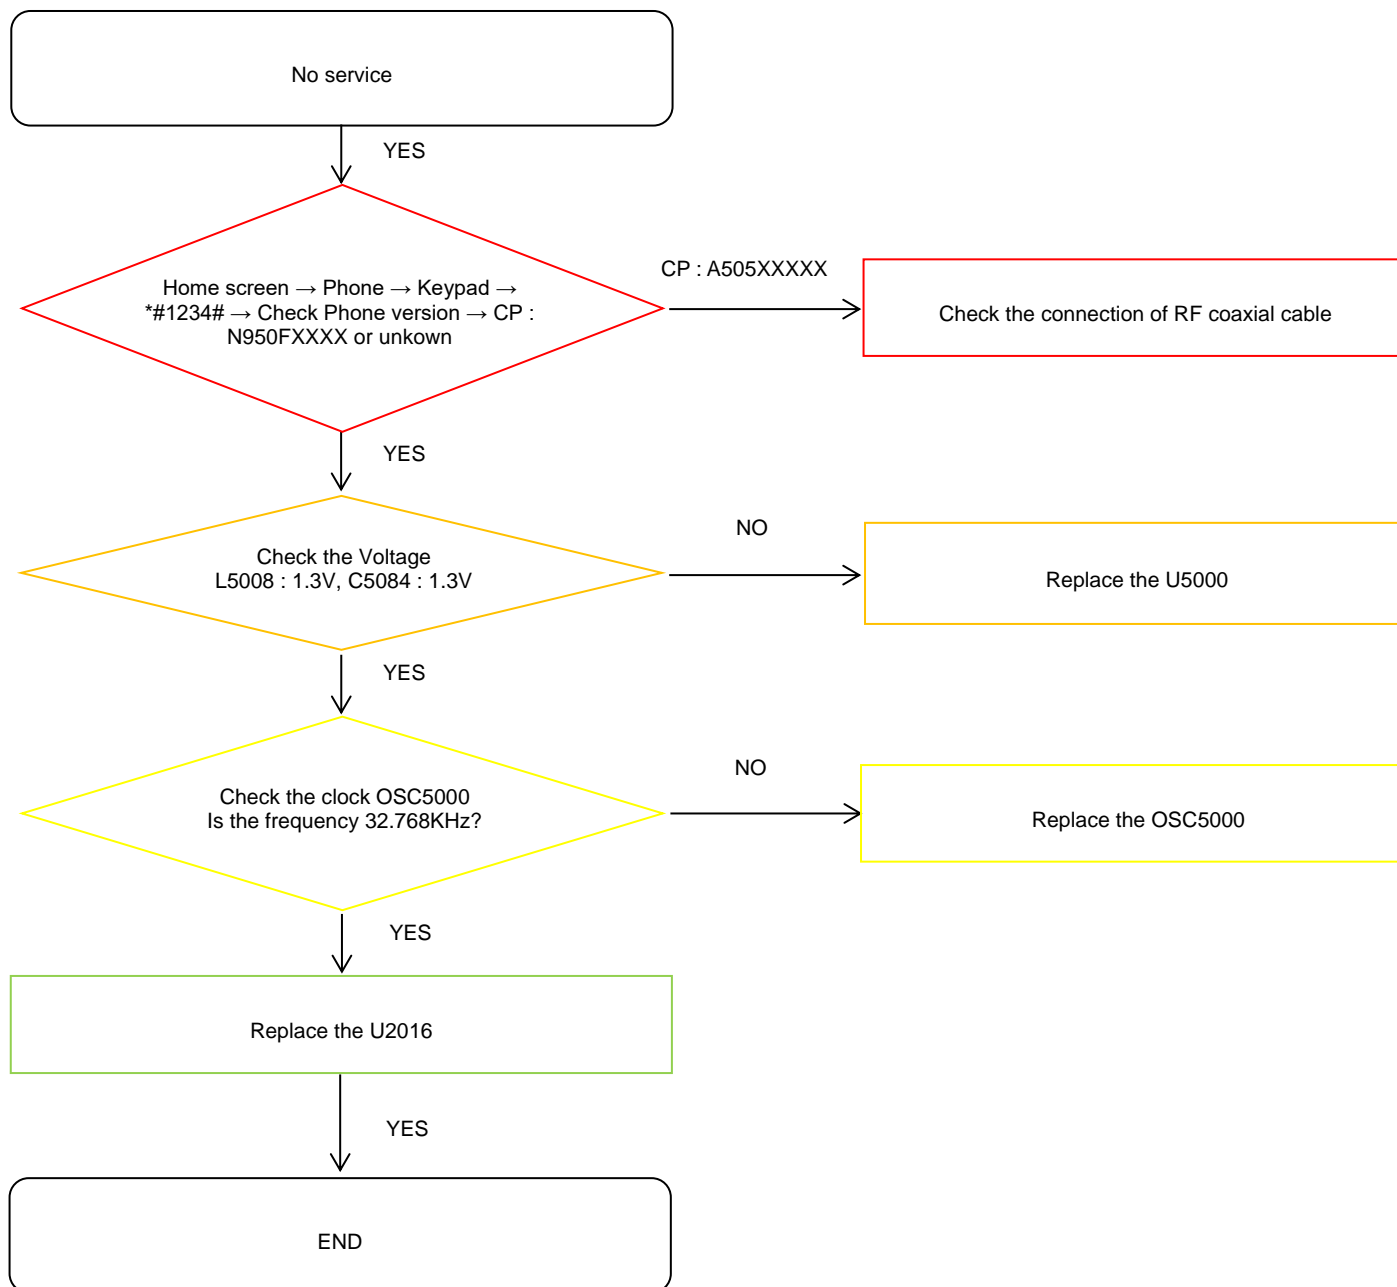 No service
YES
Home screen → Phone → Keypad →
*#1234# → Check Phone version → CP :
N950FXXXX or unkown
CP : A505XXXXX
Check the connection of RF coaxial cable
YES
Check the Voltage
L5008 : 1.3V, C5084 : 1.3V
NO
Replace the U5000
YES
Check the clock OSC5000
Is the frequency 32.768KHz?
NO
Replace the OSC5000
YES
Replace the U2016
YES
END